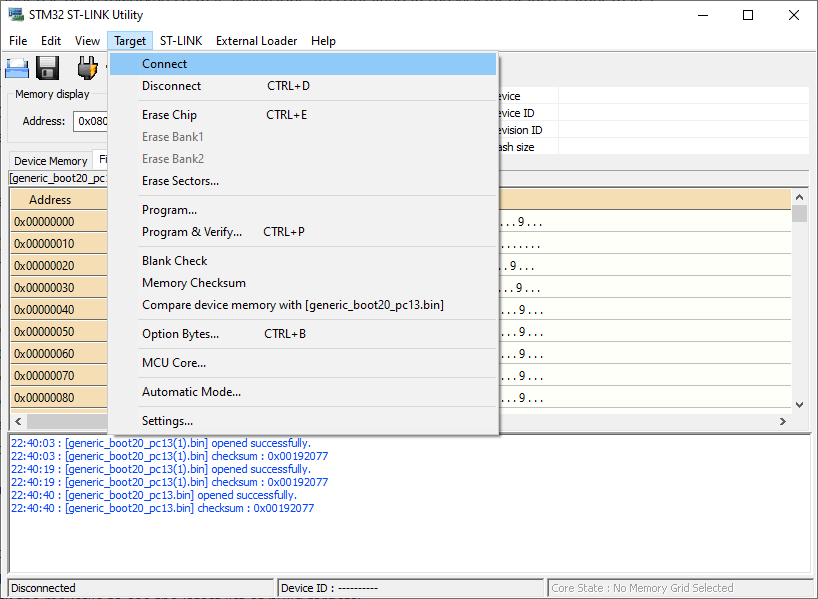 STM32 ST-LINK Utility
File Edit View Target ST-LINK External Loader Help
Memory display
Address: 0x080
Device Memory
[generic_boot20_pc1
Address
0x00000000
0x00000010
0x00000020
0x00000030
0x00000040
0x00000050
0x00000060
0x00000070
0x00000080
Connect
Disconnect CTRL+D
Erase Chip CTRL+E
Erase Bank1
Erase Bank2
Erase Sectors...
Program...
Program & Verify... CTRL+P
Blank Check
Memory Checksum
Compare device memory with [generic_boot20_pc13.bin]
Option Bytes... CTRL+B
MCU Core...
Automatic Mode...
Settings...
evice
evice ID
evision ID
ash size
...9...
.......
.9...
..9...
...9...
...9...
...9...
...9...
...9...
22:40:03 : [generic_boot20_pc13(1).bin] opened successfully.
22:40:03 : [generic_boot20_pc13(1).bin] checksum : 0x00192077
22:40:19 : [generic_boot20_pc13(1).bin] opened successfully.
22:40:19 : [generic_boot20_pc13(1).bin] checksum : 0x00192077
22:40:40 : [generic_boot20_pc13.bin] opened successfully.
22:40:40 : [generic_boot20_pc13.bin] checksum : 0x00192077
Disconnected
Device ID : ----------
Core State : No Memory Grid Selected